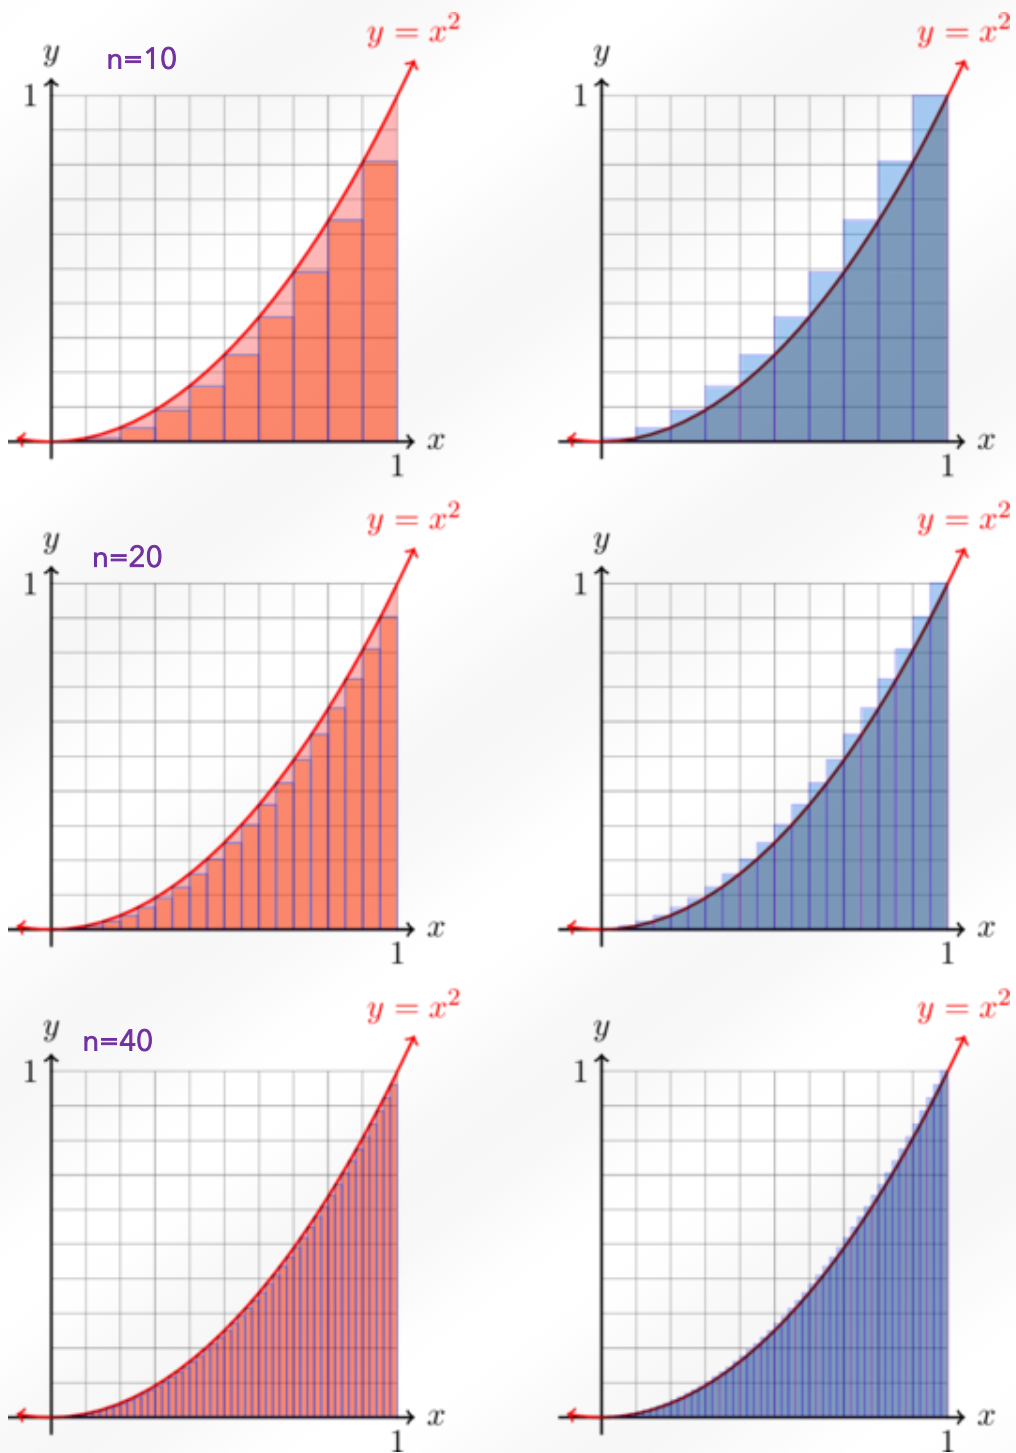 y = x²
y = x²
y
n=10
y
1
1
x
x
1
1
y = x²
y = x²
y
n=20
y
1
1
x
x
1
1
y = x²
y = x²
y
n=40
y
1
1
x
x
1
1